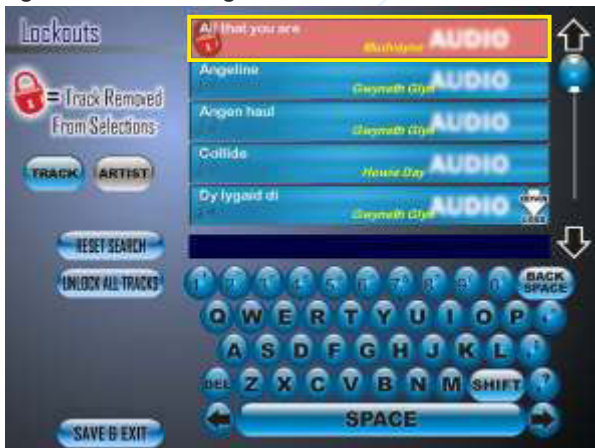 Lockouts
= Track Removed
From Selections
TRACK ARTIST
RESET SEARCH
UNLOCK ALL TRACKS
SAVE & EXIT
All that you are
Mudvayne AUDIO
Angeline
Gwyneth Glyn AUDIO
Angen haul
Gwyneth Glyn AUDIO
Collide
Howie Day AUDIO
Dy lygaid di
Gwyneth Glyn AUDIO
1 2 3 4 5 6 7 8 9 0 BACK SPACE
Q W E R T Y U I O P
A S D F G H J K L
DEL Z X C V B N M SHIFT ?
SPACE